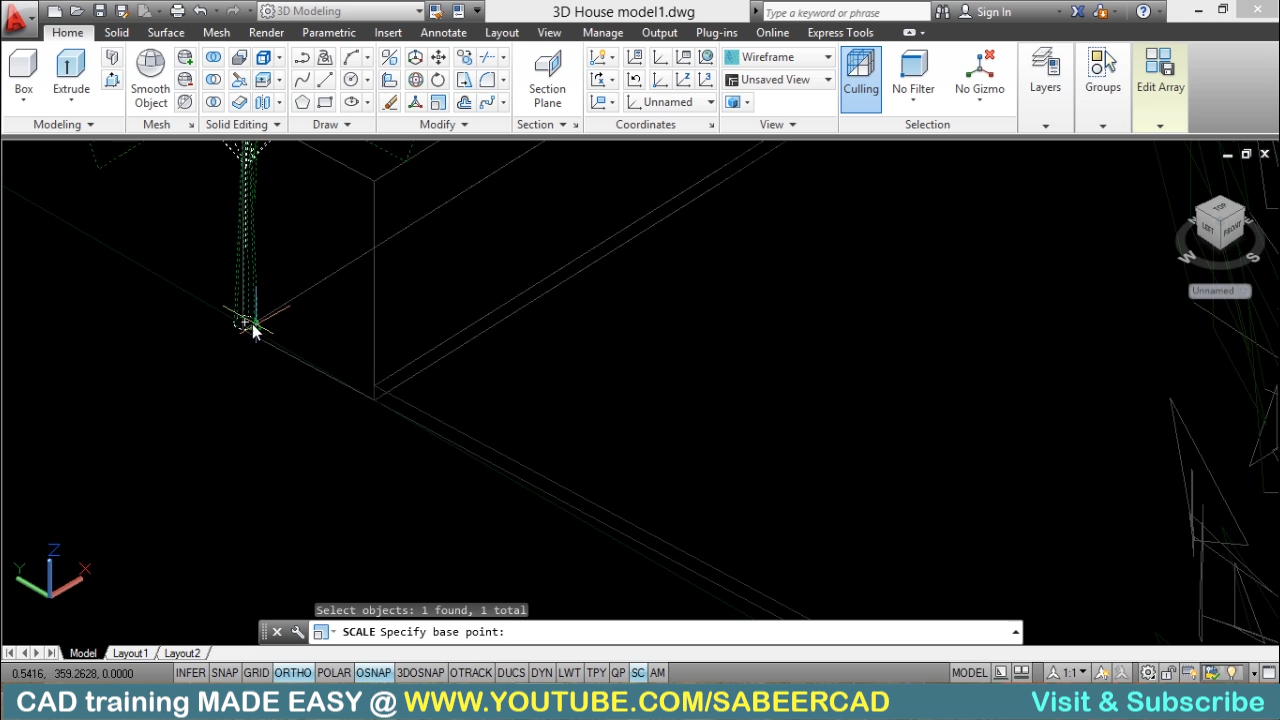 3D Modeling
3D House model1.dwg
Type a keyword or phrase
Sign In
Home
Solid
Surface
Mesh
Render
Parametric
Insert
Annotate
Layout
View
Manage
Output
Plug-ins
Online
Express Tools
Box
Extrude
Smooth
Object
Section
Plane
Wireframe
Unsaved View
Unnamed
Culling
No Filter
No Gizmo
Layers
Groups
Edit Array
Modeling
Mesh
Solid Editing
Draw
Modify
Section
Coordinates
View
Selection
TOP
LEFT
FRONT
W
S
Unnamed
Z
Y
X
Select objects: 1 found, 1 total
SCALE Specify base point:
Model
Layout1
Layout2
0.5416, 359.2628, 0.0000
INFER SNAP GRID ORTHO POLAR OSNAP 3DOSNAP OTRACK DUCS DYN LWT TPY QP SC AM
MODEL
1:1
CAD training MADE EASY @ WWW.YOUTUBE.COM/SABEERCAD
Visit & Subscribe